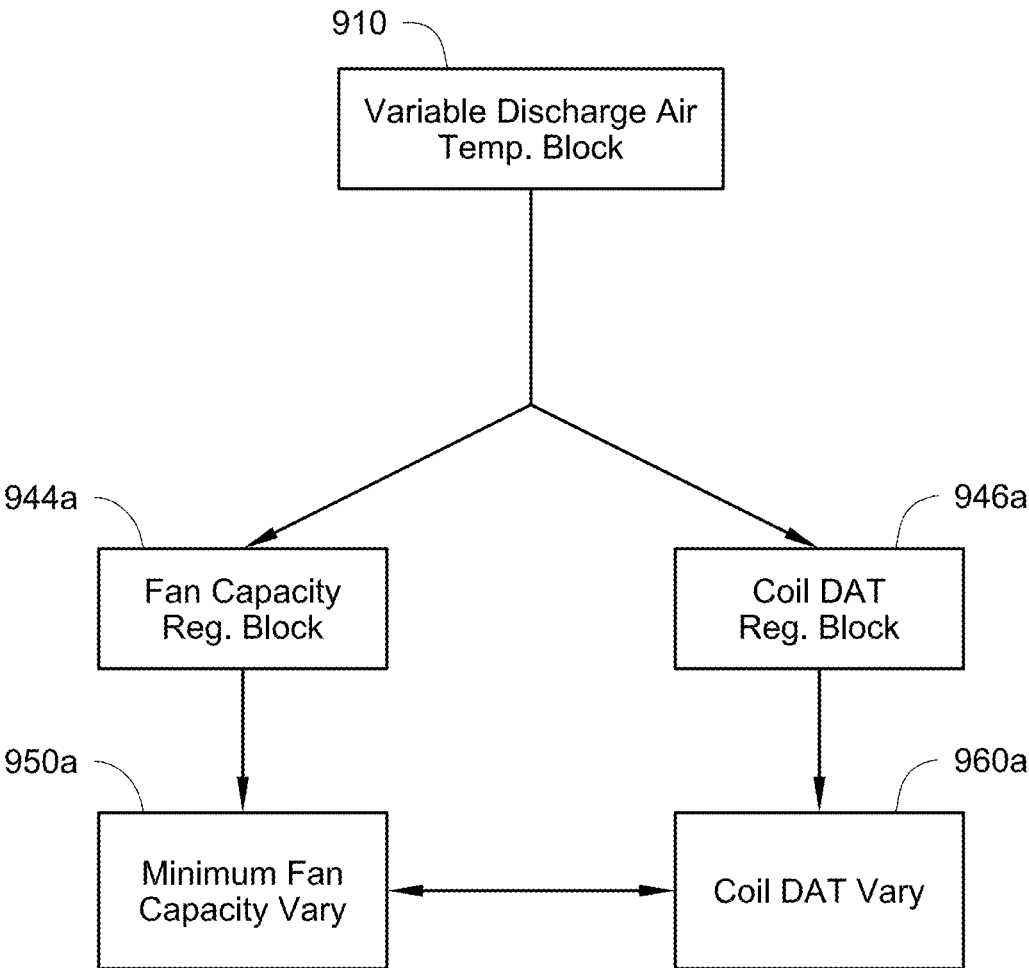 910
Variable Discharge Air
Temp. Block
944a
946a
Fan Capacity
Reg. Block
Coil DAT
Reg. Block
950a
960a
Minimum Fan
Capacity Vary
Coil DAT Vary